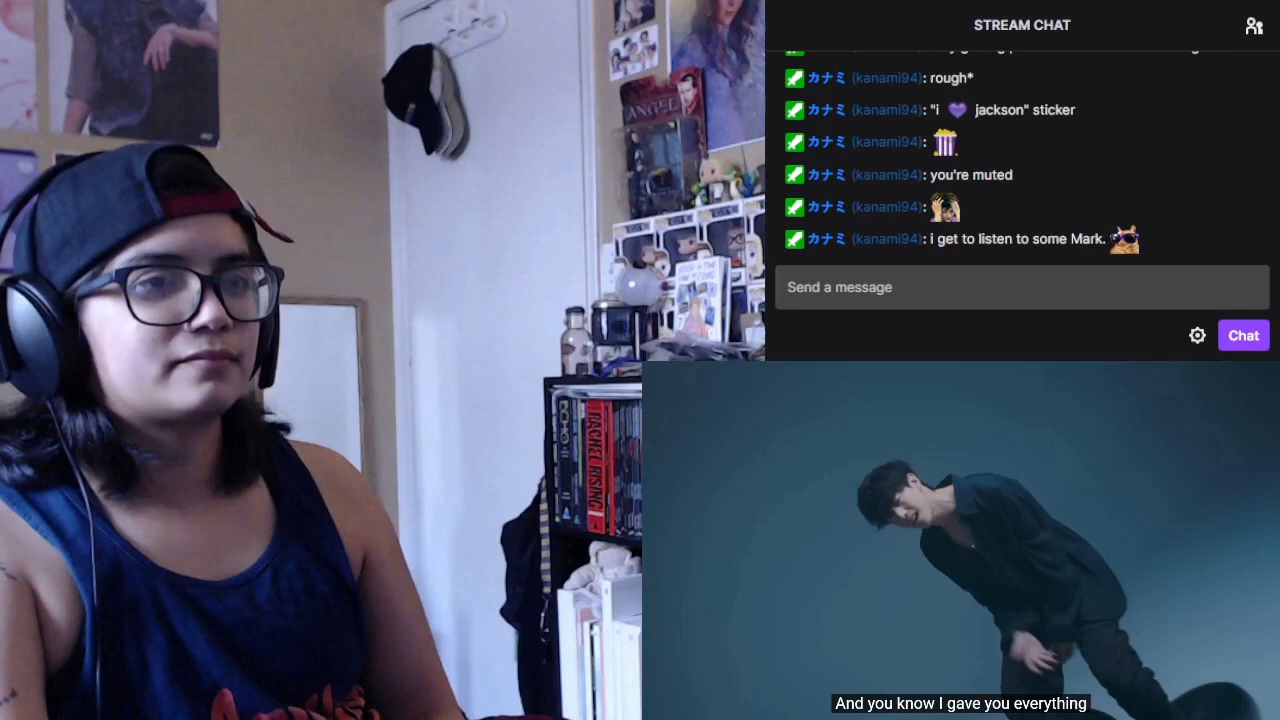 STREAM CHAT
カナミ (kanami94): rough*
カナミ (kanami94): "i 💜 jackson" sticker
カナミ (kanami94): 🍿
カナミ (kanami94): you're muted
カナミ (kanami94):
カナミ (kanami94): i get to listen to some Mark.
Send a message
Chat
ANGEL
ECHO
RACHEL RISING
And you know I gave you everything